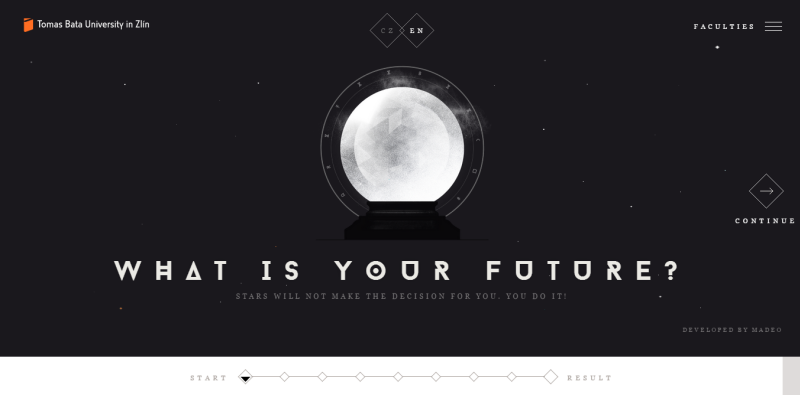 Tomas Bata University in Zlín
CZ EN
FACULTIES
CONTINUE
WHAT IS YOUR FUTURE?
STARS WILL NOT MAKE THE DECISION FOR YOU. YOU DO IT!
DEVELOPED BY MADEO
START
RESULT